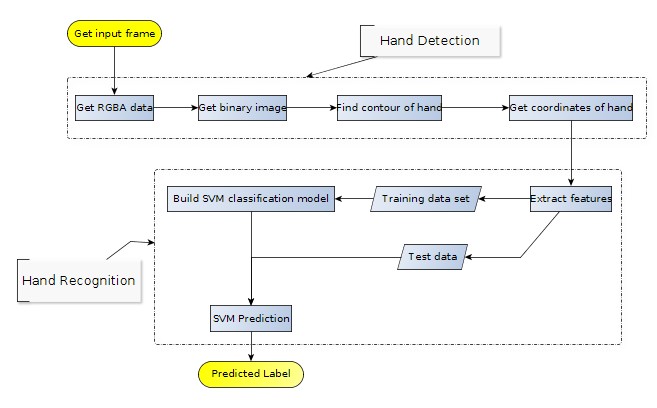 Get input frame
Hand Detection
Get RGBA data
Get binary image
Find contour of hand
Get coordinates of hand
Build SVM classification model
Training data set
Extract features
Test data
Hand Recognition
SVM Prediction
Predicted Label